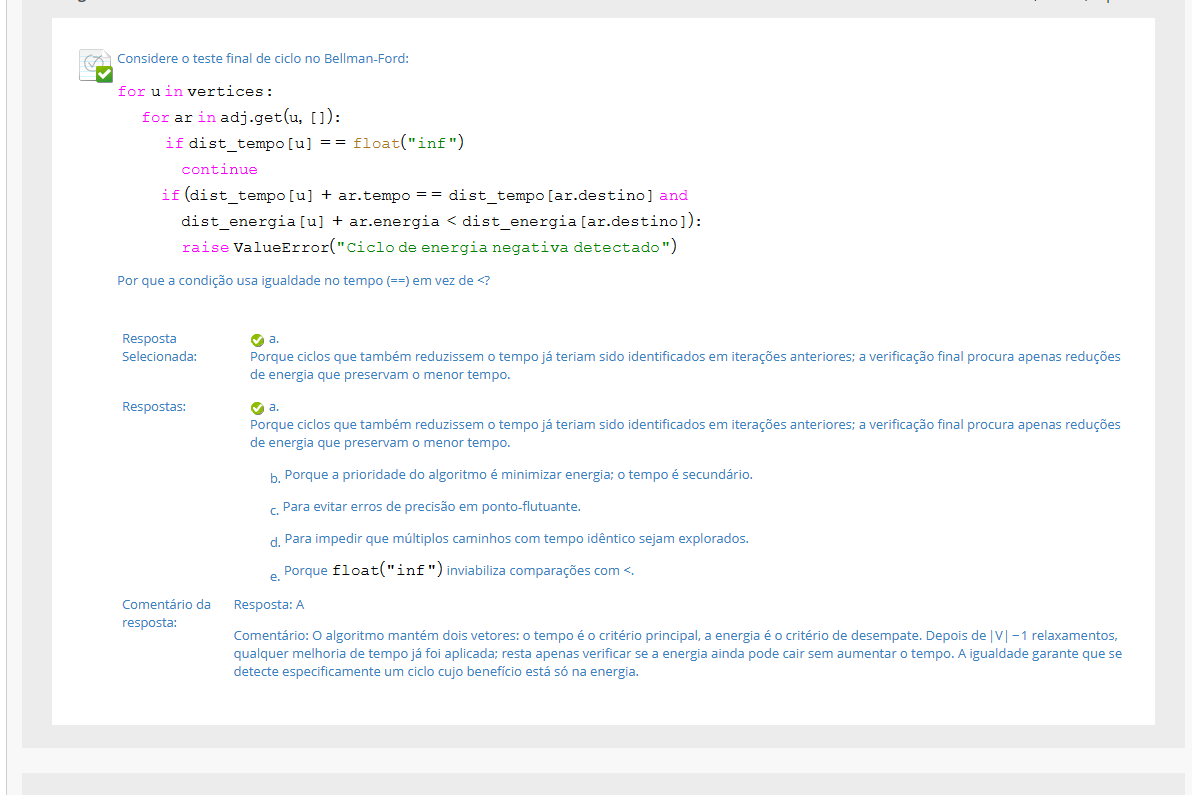 Considere o teste final de ciclo no Bellman-Ford:
for u in vertices:
for ar in adj.get(u, []):
if dist_tempo[u] == float("inf")
continue
if (dist_tempo[u] + ar.tempo == dist_tempo[ar.destino] and
dist_energia[u] + ar.energia < dist_energia[ar.destino]):
raise ValueError("Ciclo de energia negativa detectado")
Por que a condição usa igualdade no tempo (==) em vez de <?
Resposta Selecionada:
a.
Porque ciclos que também reduzissem o tempo já teriam sido identificados em iterações anteriores; a verificação final procura apenas reduções
de energia que preservam o menor tempo.
Respostas:
a.
Porque ciclos que também reduzissem o tempo já teriam sido identificados em iterações anteriores; a verificação final procura apenas reduções
de energia que preservam o menor tempo.
b. Porque a prioridade do algoritmo é minimizar energia; o tempo é secundário.
c. Para evitar erros de precisão em ponto-flutuante.
d. Para impedir que múltiplos caminhos com tempo idêntico sejam explorados.
e. Porque float("inf") inviabiliza comparações com <.
Comentário da resposta:
Resposta: A
Comentário: O algoritmo mantém dois vetores: o tempo é o critério principal, a energia é o critério de desempate. Depois de |V| −1 relaxamentos,
qualquer melhoria de tempo já foi aplicada; resta apenas verificar se a energia ainda pode cair sem aumentar o tempo. A igualdade garante que se
detecte especificamente um ciclo cujo benefício está só na energia.